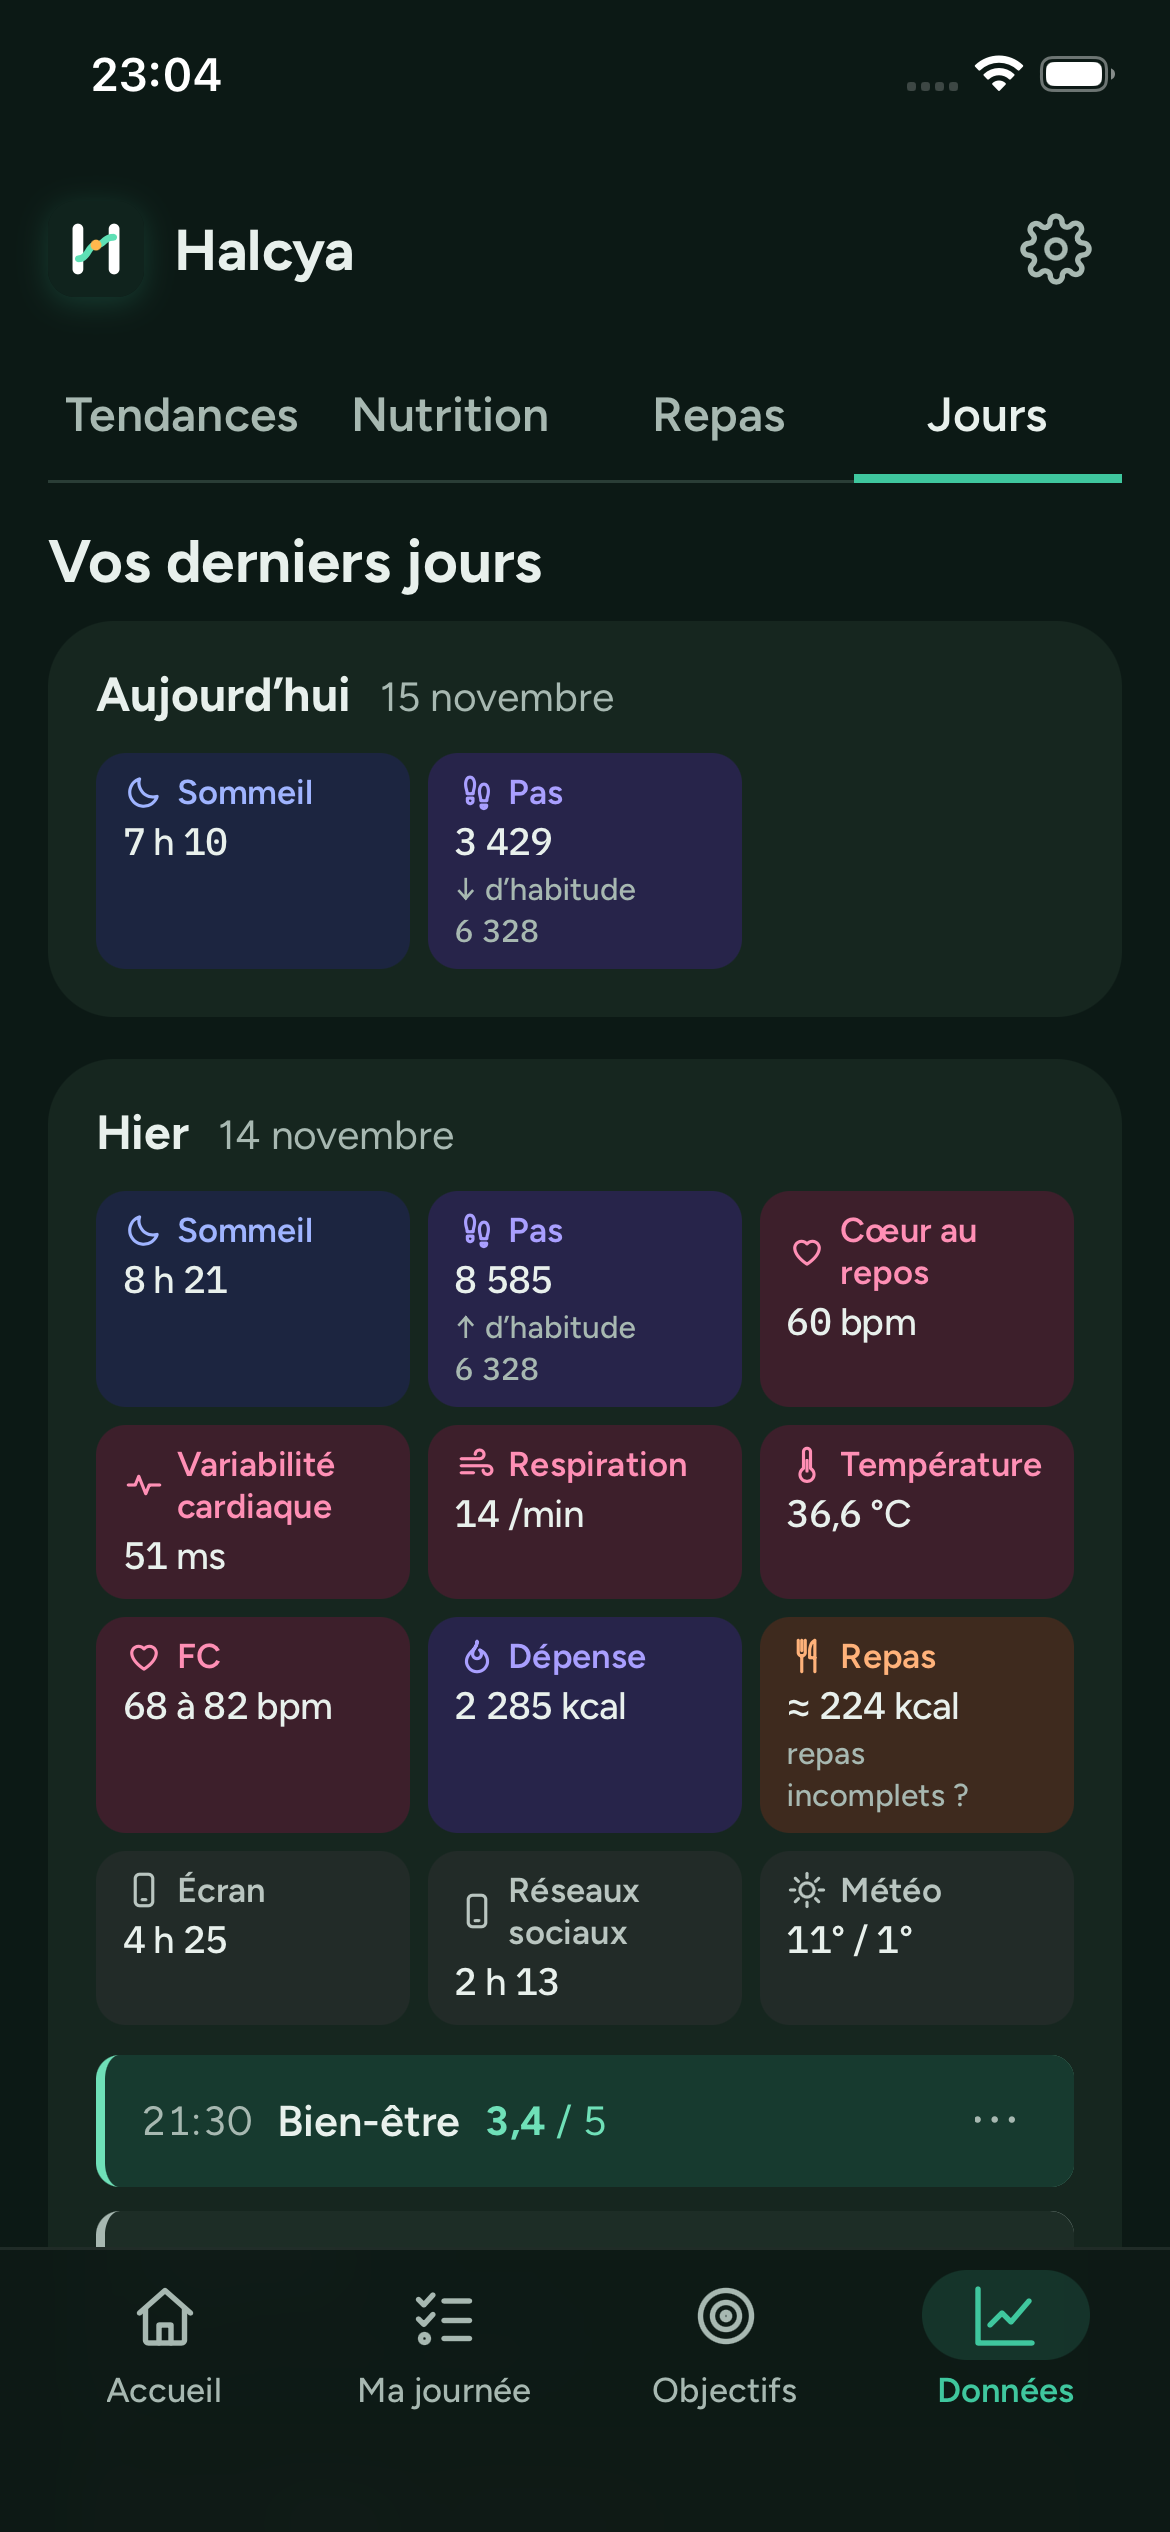 23:04
Halcya
Tendances Nutrition Repas Jours
Vos derniers jours
Aujourd’hui 15 novembre
Sommeil
7 h 10
Pas
3 429
↓ d’habitude
6 328
Hier 14 novembre
Sommeil
8 h 21
Pas
8 585
↑ d’habitude
6 328
Cœur au
repos
60 bpm
Variabilité
cardiaque
51 ms
Respiration
14 /min
Température
36,6 °C
FC
68 à 82 bpm
Dépense
2 285 kcal
Repas
≈ 224 kcal
repas
incomplets ?
Écran
4 h 25
Réseaux
sociaux
2 h 13
Météo
11° / 1°
21:30 Bien-être 3,4 / 5
Accueil Ma journée Objectifs Données